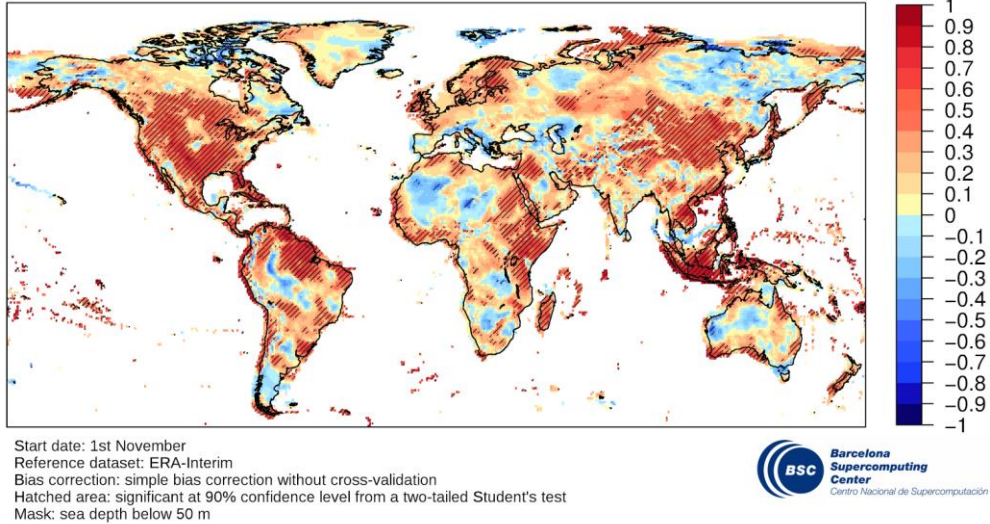 1
0.9
0.8
0.7
0.6
0.5
0.4
0.3
0.2
0.1
0
−0.1
−0.2
−0.3
−0.4
−0.5
−0.6
−0.7
−0.8
−0.9
−1
Start date: 1st November
Reference dataset: ERA-Interim
Bias correction: simple bias correction without cross-validation
Hatched area: significant at 90% confidence level from a two-tailed Student's test
Mask: sea depth below 50 m
BSC
Barcelona
Supercomputing
Center
Centro Nacional de Supercomputación